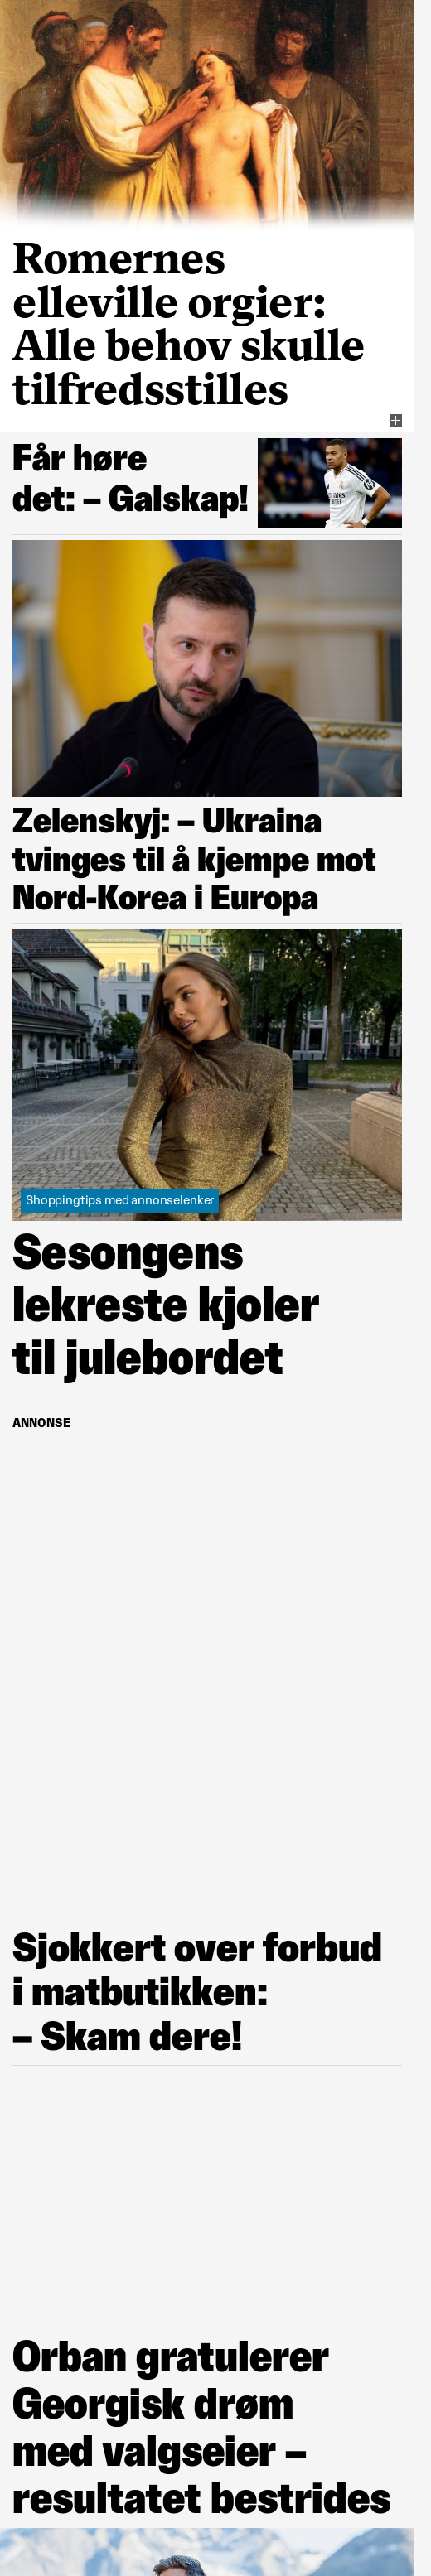 Romernes
elleville orgier:
Alle behov skulle
tilfredsstilles
Får høre
det: – Galskap!
Zelenskyj: – Ukraina
tvinges til å kjempe mot
Nord-Korea i Europa
Shoppingtips med annonselenker
Sesongens
lekreste kjoler
til julebordet
ANNONSE
Sjokkert over forbud
i matbutikken:
– Skam dere!
Orban gratulerer
Georgisk drøm
med valgseier –
resultatet bestrides